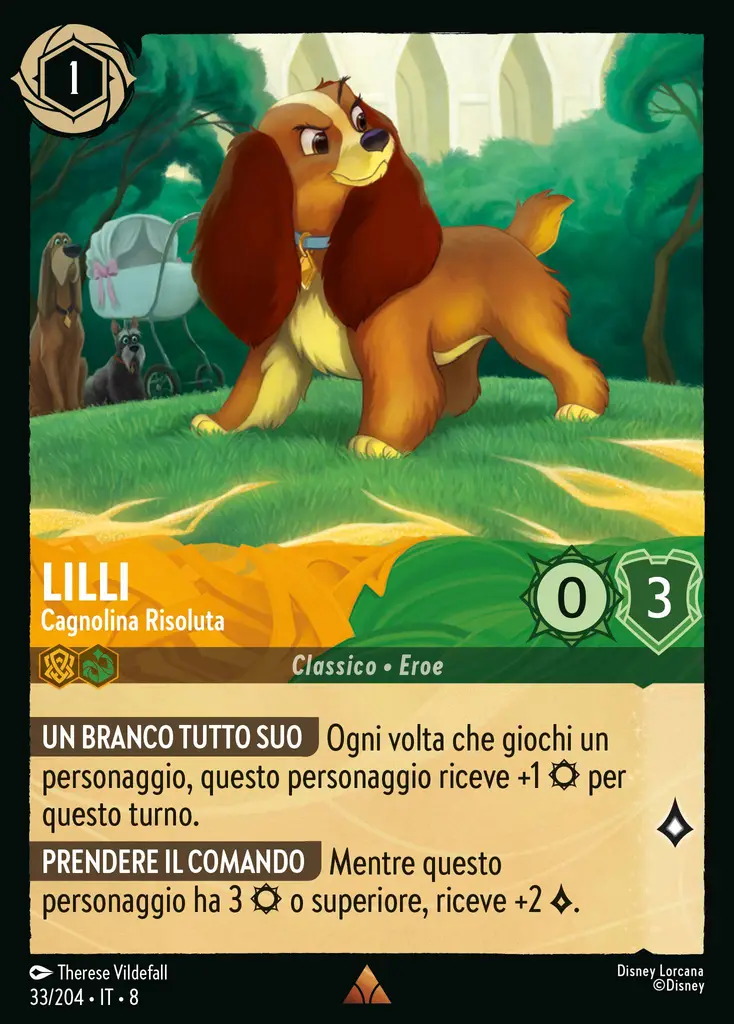 1
LILLI
Cagnolina Risoluta
0
3
Classico • Eroe
UN BRANCO TUTTO SUO Ogni volta che giochi un
personaggio, questo personaggio riceve +1 per
questo turno.
PRENDERE IL COMANDO Mentre questo
personaggio ha 3 o superiore, riceve +2 .
Therese Vildefall
33/204 • IT • 8
Disney Lorcana
©Disney